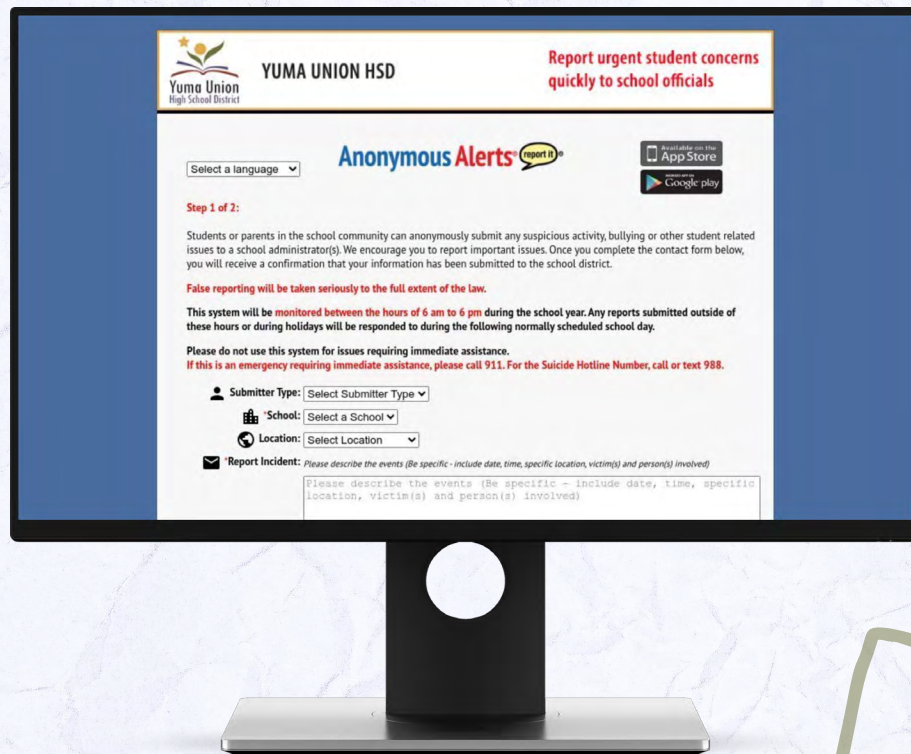 Yuma Union
High School District
YUMA UNION HSD
Report urgent student concerns
quickly to school officials
Select a language
Anonymous Alerts® report it®
Available on the
App Store
Google play
Step 1 of 2:
Students or parents in the school community can anonymously submit any suspicious activity, bullying or other student related
issues to a school administrator(s). We encourage you to report important issues. Once you complete the contact form below,
you will receive a confirmation that your information has been submitted to the school district.
False reporting will be taken seriously to the full extent of the law.
This system will be monitored between the hours of 6 am to 6 pm during the school year. Any reports submitted outside of
these hours or during holidays will be responded to during the following normally scheduled school day.
Please do not use this system for issues requiring immediate assistance.
If this is an emergency requiring immediate assistance, please call 911. For the Suicide Hotline Number, call or text 988.
Submitter Type: Select Submitter Type
*School: Select a School
Location: Select Location
*Report Incident: Please describe the events (Be specific - include date, time, specific location, victim(s) and person(s) involved)
Please describe the events (Be specific - include date, time, specific
location, victim(s) and person(s) involved)